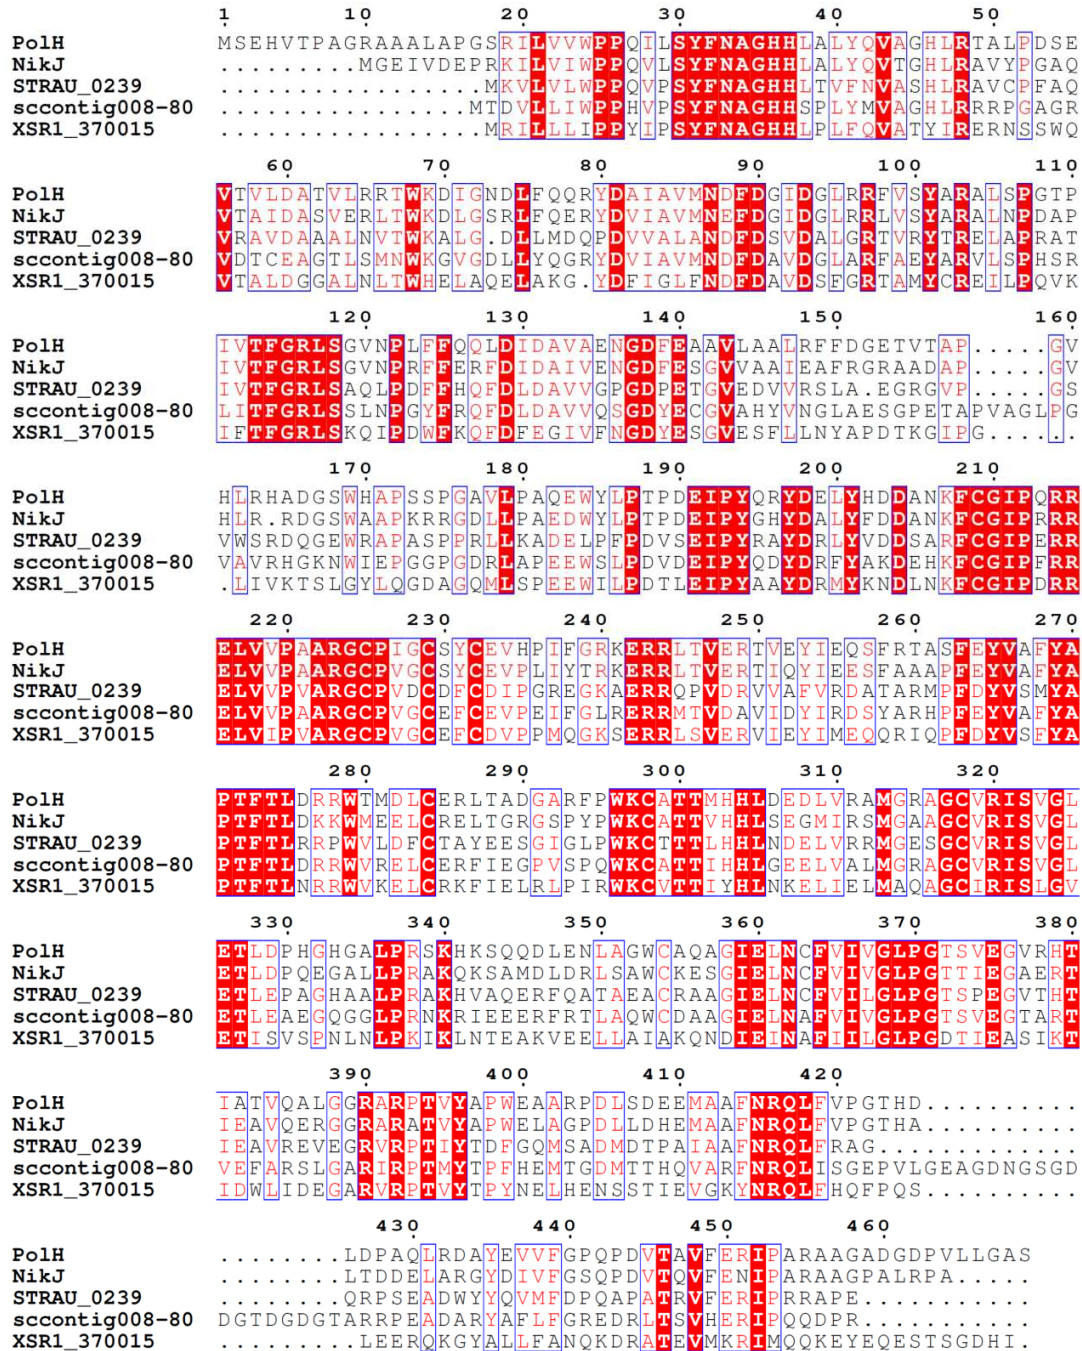 1 10 20 30 40 50
PolH MSEHVTPAGRAAALAPGSRILVVWPPQILSYFNAGHHLALYQVAGHLRTALPDSE
NikJ .........MGEIVDEPRKILVIWPPQVLSYFNAGHHLALYQVTGHLRAVYPGAQ
STRAU_0239 .................MKVLVLWPPQVPSYFNAGHHLTVFNVASHLRAVCPFAQ
sccontig008-80 ................MTDVLLIWPPHVPSYFNAGHHSPLYMVAGHLRRRPGAGR
XSR1_370015 .................MRILLLIPPYIPSYFNAGHHLPLFQVATYIRERNSSWQ
60 70 80 90 100 110
PolH VTVLDATVLRRTWKDIGNDLFQQRYDAIAVMNDFDGIDGLRRFVSYARALSPGTP
NikJ VTAIDASVERLTWKDLGSRLFQERYDVIAVMNEFDGIDGLRRLVSYARALNPDAP
STRAU_0239 VRAVDAAALNVTWKALG.DLLMDQPDVVALANDFDSVDALGRTVRYTRELAPRAT
sccontig008-80 VDTCEAGTLSMNWKGVGDLLYQGRYDVIAVMNDFDAVDGLARFAEYARVLSPHSR
XSR1_370015 VTALDGGALNLTWHELAQELAKG.YDFIGLFNDFDAVDSFGRTAMYCREILPQVK
120 130 140 150 160
PolH IVTFGRLSGVNPLFFQQLDIDAVAENGDFEAAVLAALRFFDGETVTAP.....GV
NikJ IVTFGRLSGVNPRFFERFDIDAIVENGDFESGVVAAIEAFRGRAADAP.....GV
STRAU_0239 IVTFGRLSAQLPDFFHQFDLDAVVGPGDPETGVEDVVRSLA.EGRGVP.....GS
sccontig008-80 LITFGRLSSLNPGYFRQFDLDAVVQSGDYECGVAHYVNGLAESGPETAPVAGLPG
XSR1_370015 IFTFGRLSKQIPDWFKQFDFEGIVFNGDYESGVESFLLNYAPDTKGIPG......
170 180 190 200 210
PolH HLRHADGSWHAPSSPGAVLPAQEWYLPTPDEIPYQRYDELYHDDANKFCGIPQRR
NikJ HLR.RDGSWAAPKRRGDLLPAEDWYLPTPDEIPYGHYDALYFDDANKFCGIPRRR
STRAU_0239 VWSRDQGEWRAPASPPRLLKADELPFPDVSEIPYRAYDRLYVDDSARFCGIPERR
sccontig008-80 VAVRHGKNWIEPGGPGDRLAPEEWSLPDVDEIPYQDYDRFYAKDEHKFCGIPFRR
XSR1_370015 .LIVKTSLGYLQGDAGQMLSPEEWILPDTLEIPYAAYDRMYKNDLNKFCGIPDRR
220 230 240 250 260 270
PolH ELVVPAARGCPIGCSYCEVHPIFGRKERRLTVERTVEYIEQSFRTASFEYVAFYA
NikJ ELVVPAARGCPVGCSYCEVPLIYTRKERRLTVERTIQYIEESFAAAPFEYVAFYA
STRAU_0239 ELVVPVARGCPVDCDFCDIPGREGKAERRQPVDRVVAFVRDATARMPFDYVSMYA
sccontig008-80 ELVVPAARGCPVGCEFCEVPEIFGLRERRMTVDAVIDYIRDSYARHPFEYVAFYA
XSR1_370015 ELVIPVARGCPVGCEFCDVPPMQGKSERRLSVERVIEYIMEQQRIQPFDYVSFYA
280 290 300 310 320
PolH PTFTLDRRWTMDLCERLTADGARFPWKCATTMHHLDEDLVRAMGRAGCVRISVGL
NikJ PTFTLDKKWMEELCRELTGRGSPYPWKCATTVHHLSEGMIRSMGAAGCVRISVGL
STRAU_0239 PTFTLRRPWVLDFCTAYEESGIGLPWKCTTTLHHLNDELVRRMGESGCVRISVGL
sccontig008-80 PTFTLDRRWVRELCERFIEGPVSPQWKCATTIHHLGEELVALMGRAGCVRISVGL
XSR1_370015 PTFTLNRRWVKELCRKFIELRLPIRWKCVTTIYHLNKELIELMAQAGCIRISLGV
330 340 350 360 370 380
PolH ETLDPHGHGALPRSKHKSQQDLENLAGWCAQAGIELNCFVIVGLPGTSVEGVRHT
NikJ ETLDPQEGALLPRAKQKSAMDLDRLSAWCKESGIELNCFVIVGLPGTTIEGAERT
STRAU_0239 ETLEPAGHAALPRAKHVAQERFQATAEACRAAGIELNCFVILGLPGTSPEGVTHT
sccontig008-80 ETLEAEGQGGLPRNKRIEEERFRTLAQWCDAAGIELNAFVIVGLPGTSVEGTART
XSR1_370015 ETISVSPNLNLPKIKLNTEAKVEELLAIAKQNDIEINAFIILGLPGDTIEASIKT
390 400 410 420
PolH IATVQALGGRARPTVYAPWEAARPDLSDEEMAAFNRQLFVPGTHD..........
NikJ IEAVQERGGRARATVYAPWELAGPDLLDHEMAAFNRQLFVPGTHA..........
STRAU_0239 IEAVREVEGRVRPTIYTDFGQMSADMDTPAIAAFNRQLFRAG.............
sccontig008-80 VEFARSLGARIRPTMYTPFHEMTGDMTTHQVARFNRQLISGEPVLGEAGDNGSGD
XSR1_370015 IDWLIDEGARVRPTVYTPYNELHENSSTIEVGKYNRQLFHQFPQS..........
430 440 450 460
PolH ........LDPAQLRDAYEVVFGPQPDVTAVFERIPARAAGADGDPVLLGAS
NikJ ........LTDDELARGYDIVFGSQPDVTQVFENIPARAAGPALRPA.....
STRAU_0239 ........QRPSEADWYYQVMFDPQAPATRVFERIPRRAPE...........
sccontig008-80 DGTDGDGTARRPEADARYAFLFGREDRLTSVHERIPQQDPR...........
XSR1_370015 ........LEERQKGYALLFANQKDRATEVMKRIMQQKEYEQESTSGDHI.